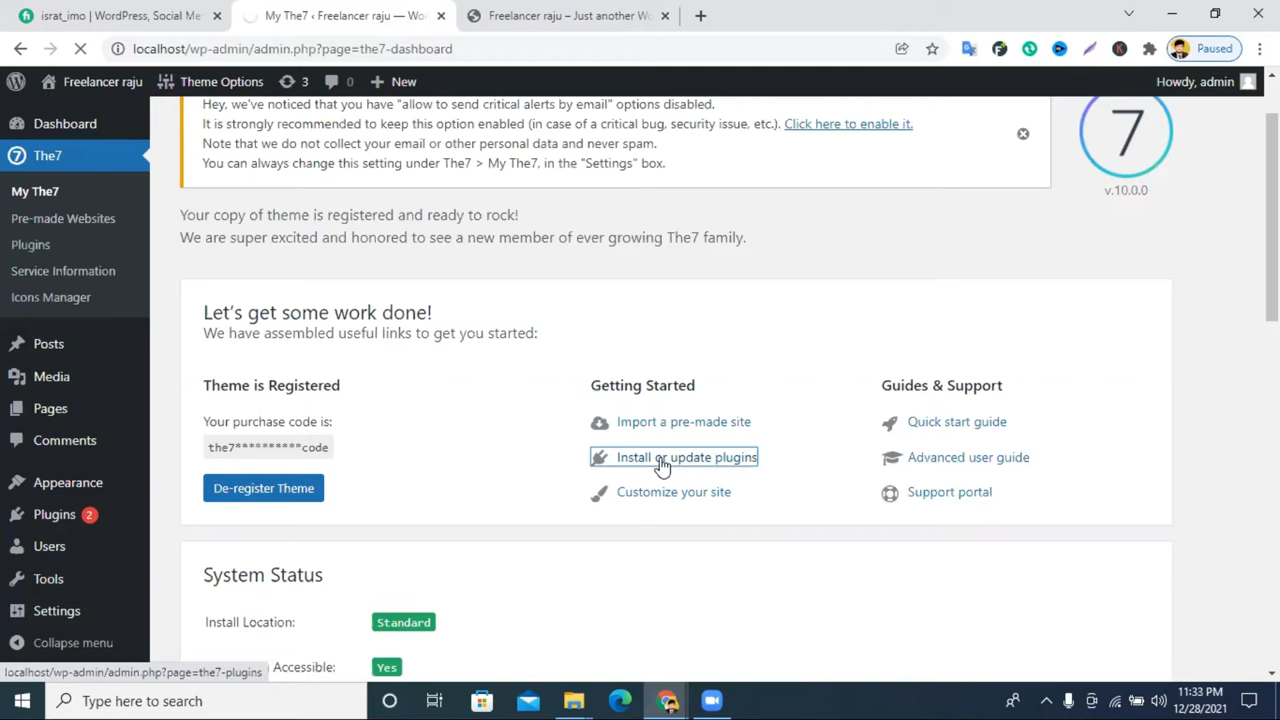 israt_imo | WordPress, Social Me
My The7 ‹ Freelancer raju — Wo
Freelancer raju – Just another Wo
localhost/wp-admin/admin.php?page=the7-dashboard
Paused
Freelancer raju
Theme Options
3
0
New
Howdy, admin
Dashboard
The7
My The7
Pre-made Websites
Plugins
Service Information
Icons Manager
Posts
Media
Pages
Comments
Appearance
Plugins 2
Users
Tools
Settings
Collapse menu
Hey, we've noticed that you have "allow to send critical alerts by email" options disabled.
It is strongly recommended to keep this option enabled (in case of a critical bug, security issue, etc.). Click here to enable it.
Note that we do not collect your email or other personal data and never spam.
You can always change this setting under The7 > My The7, in the "Settings" box.
7
v.10.0.0
Your copy of theme is registered and ready to rock!
We are super excited and honored to see a new member of ever growing The7 family.
Let's get some work done!
We have assembled useful links to get you started:
Theme is Registered
Your purchase code is:
the7**********code
De-register Theme
Getting Started
Import a pre-made site
Install or update plugins
Customize your site
Guides & Support
Quick start guide
Advanced user guide
Support portal
System Status
Install Location:
Standard
Accessible:
Yes
localhost/wp-admin/admin.php?page=the7-plugins
Type here to search
11:33 PM
12/28/2021